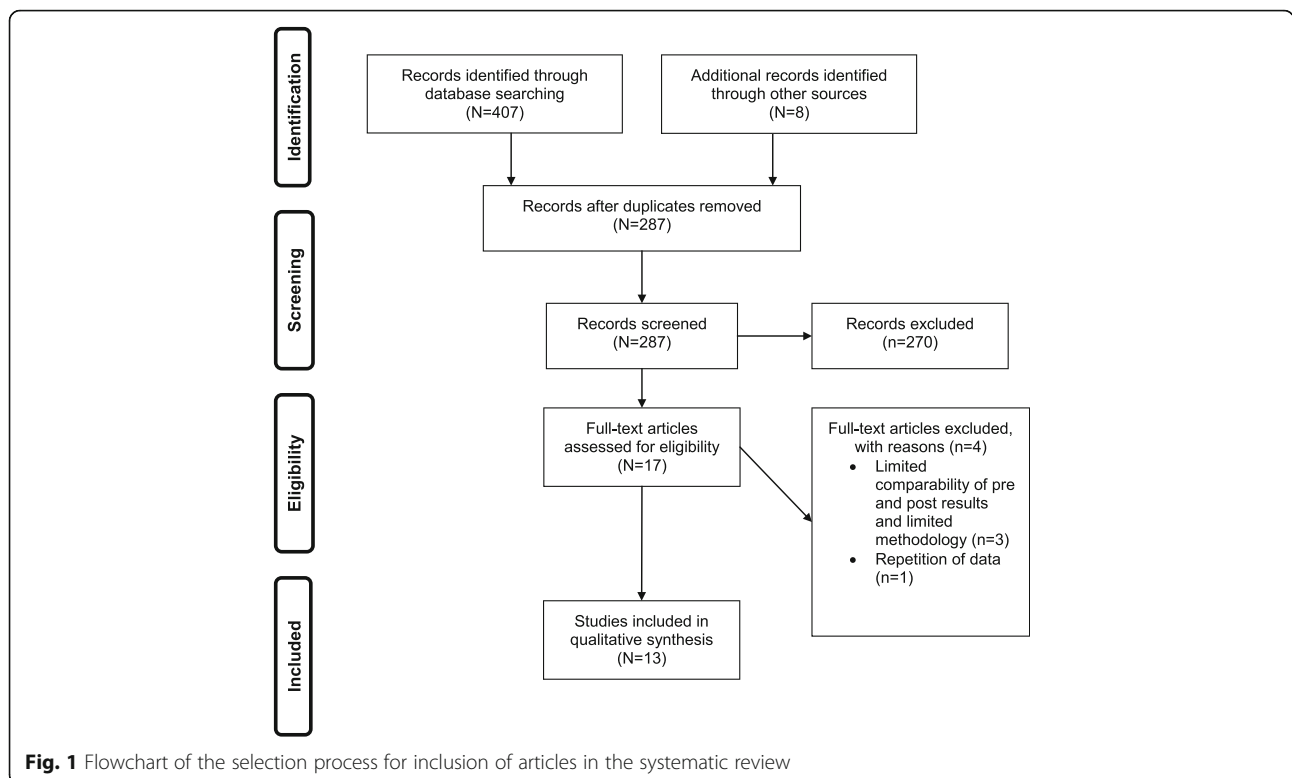 Identification
Records identified through
database searching
(N=407)
Additional records identified
through other sources
(N=8)
Screening
Records after duplicates removed
(N=287)
Records screened
(N=287)
Records excluded
(n=270)
Eligibility
Full-text articles
assessed for eligibility
(N=17)
Full-text articles excluded,
with reasons (n=4)
• Limited
comparability of pre
and post results
and limited
methodology (n=3)
• Repetition of data
(n=1)
Included
Studies included in
qualitative synthesis
(N=13)
Fig. 1 Flowchart of the selection process for inclusion of articles in the systematic review